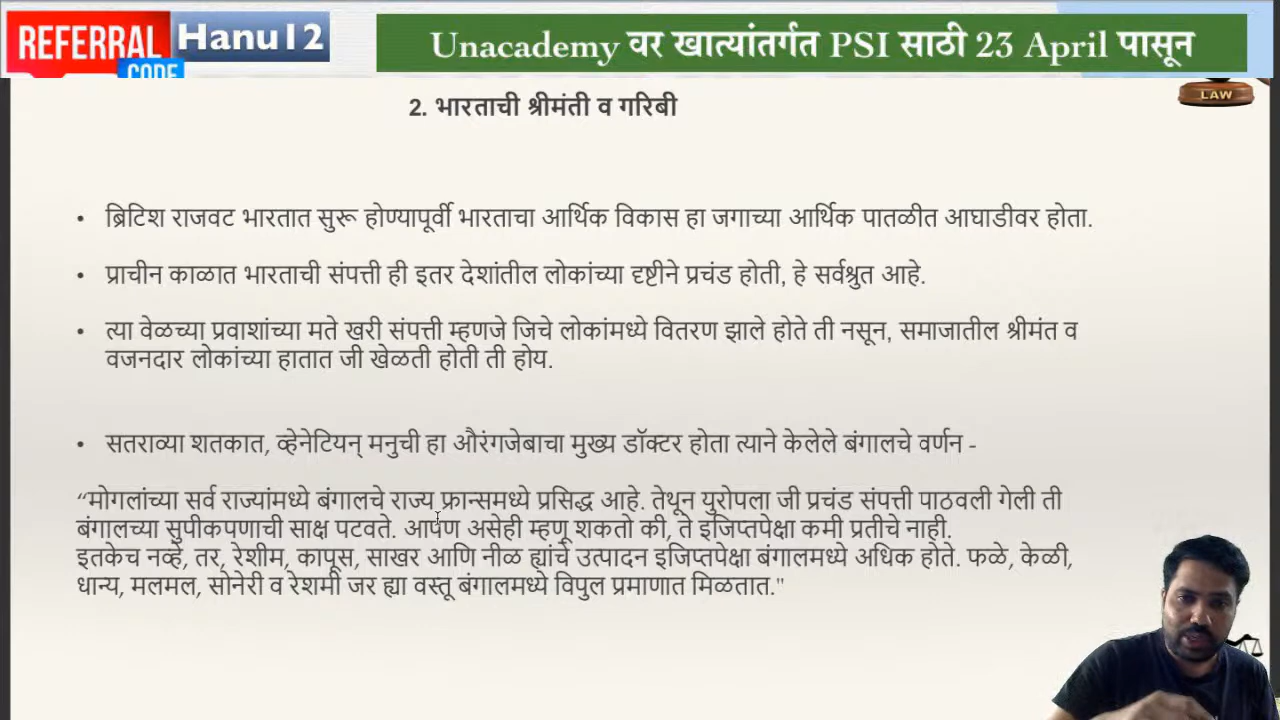 REFERRAL CODE Hanu12
Unacademy वर खात्यांतर्गत PSI साठी 23 April पासून
LAW
2. भारताची श्रीमंती व गरिबी
• ब्रिटिश राजवट भारतात सुरू होण्यापूर्वी भारताचा आर्थिक विकास हा जगाच्या आर्थिक पातळीत आघाडीवर होता.
• प्राचीन काळात भारताची संपत्ती ही इतर देशांतील लोकांच्या दृष्टीने प्रचंड होती, हे सर्वश्रुत आहे.
• त्या वेळच्या प्रवाशांच्या मते खरी संपत्ती म्हणजे जिचे लोकांमध्ये वितरण झाले होते ती नसून, समाजातील श्रीमंत व
वजनदार लोकांच्या हातात जी खेळती होती ती होय.
• सतराव्या शतकात, व्हेनेटियन् मनुची हा औरंगजेबाचा मुख्य डॉक्टर होता त्याने केलेले बंगालचे वर्णन -
“मोगलांच्या सर्व राज्यांमध्ये बंगालचे राज्य फ्रान्समध्ये प्रसिद्ध आहे. तेथून युरोपला जी प्रचंड संपत्ती पाठवली गेली ती
बंगालच्या सुपीकपणाची साक्ष पटवते. आपण असेही म्हणू शकतो की, ते इजिप्तपेक्षा कमी प्रतीचे नाही.
इतकेच नव्हे, तर, रेशीम, कापूस, साखर आणि नीळ ह्यांचे उत्पादन इजिप्तपेक्षा बंगालमध्ये अधिक होते. फळे, केळी,
धान्य, मलमल, सोनेरी व रेशमी जर ह्या वस्तू बंगालमध्ये विपुल प्रमाणात मिळतात."